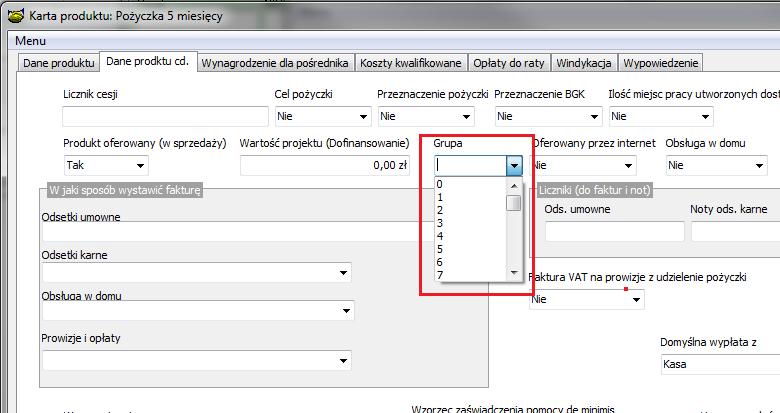 Karta produktu: Pożyczka 5 miesięcy
Menu
Dane produktu Dane prodktu cd. Wynagrodzenie dla pośrednika Koszty kwalifikowane Opłaty do raty Windykacja Wypowiedzenie
Licznik cesji Cel pożyczki Przeznaczenie pożyczki Przeznaczenie BGK Ilość miejsc pracy utworzonych dost
Nie Nie Nie Nie
Produkt oferowany (w sprzedaży) Wartość projektu (Dofinansowanie) Grupa Oferowany przez internet Obsługa w domu
Tak 0,00 zł Nie Nie
0
1
2
3
4
5
6
7
W jaki sposób wystawić fakturę
Odsetki umowne
Odsetki karne
Obsługa w domu
Prowizje i opłaty
Liczniki (do faktur i not)
Ods. umowne Noty ods. karne
Faktura VAT na prowizje z udzielenie pożyczki
Nie
Domyślna wypłata z
Kasa
Wzorzec zaświadczenia pomocy de minimis